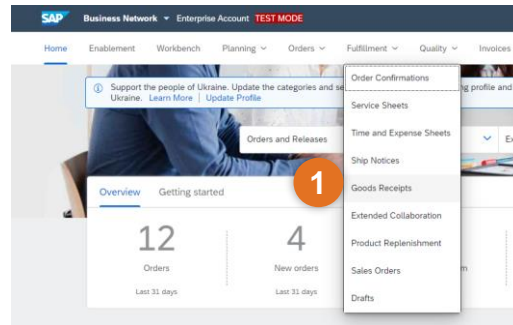 SAP Business Network Enterprise Account TEST MODE
Home Enablement Workbench Planning Orders Fulfillment Quality Invoices
Support the people of Ukraine. Update the categories and se
g profile and
Ukraine. Learn More | Update Profile
Orders and Releases
Order Confirmations
Service Sheets
Time and Expense Sheets
Ship Notices
1
Goods Receipts
Extended Collaboration
Product Replenishment
Sales Orders
Drafts
Overview Getting started
12 4
Orders New orders
Last 31 days Last 31 days